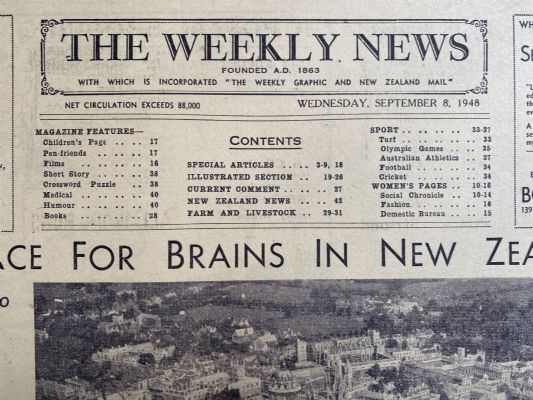 THE WEEKLY NEWS
FOUNDED A.D. 1863
WITH WHICH IS INCORPORATED "THE WEEKLY GRAPHIC AND NEW ZEALAND MAIL"
NET CIRCULATION EXCEEDS 88,000
WEDNESDAY, SEPTEMBER 8, 1948
MAGAZINE FEATURES—
Children's Page .. .. 17
Pen-friends .. .. .. 17
Films .. .. .. .. 16
Short Story .. .. .. 38
Crossword Puzzle .. 38
Medical .. .. .. .. 40
Humour .. .. .. .. 40
Books .. .. .. .. 28
CONTENTS
SPECIAL ARTICLES .. .. 3-9, 18
ILLUSTRATED SECTION .. 19-26
CURRENT COMMENT .. .. .. 27
NEW ZEALAND NEWS .. .. 42
FARM AND LIVESTOCK .. 29-31
SPORT .. .. .. .. 33-37
Turf .. .. .. .. .. 33
Olympic Games .. .. 35
Australian Athletics .. 37
Football .. .. .. .. 34
Cricket .. .. .. .. 34
WOMEN'S PAGES .. 10-16
Social Chronicle .. 10-14
Fashion .. .. .. .. 16
Domestic Bureau .. .. 15
ACE FOR BRAINS IN NEW ZEA
WH
SE
BO
139
to